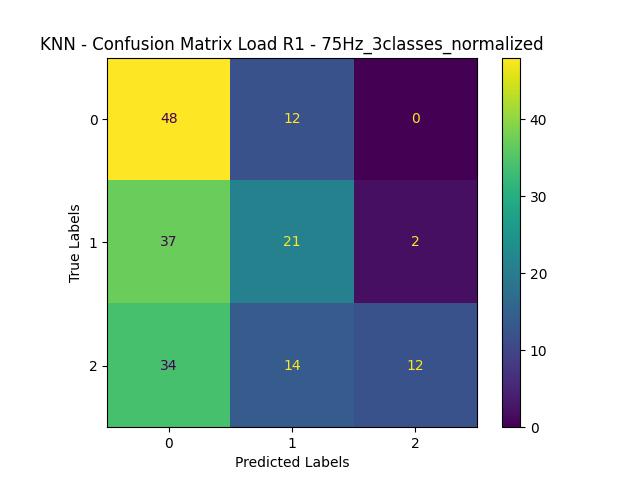 KNN - Confusion Matrix Load R1 - 75Hz_3classes_normalized
0 48 12 0
1 37 21 2
2 34 14 12
0 1 2
True Labels
Predicted Labels
40
30
20
10
0